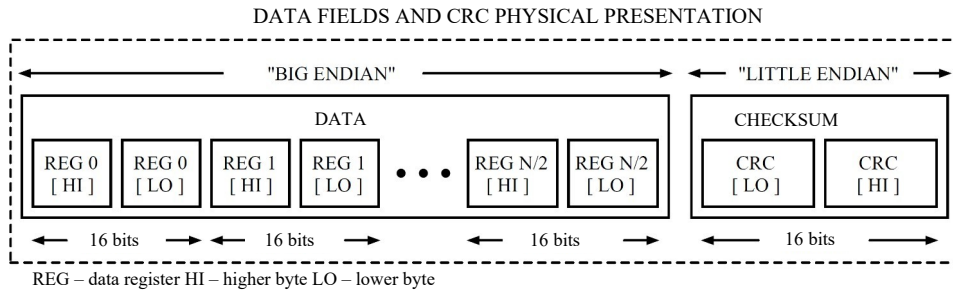 DATA FIELDS AND CRC PHYSICAL PRESENTATION
"BIG ENDIAN" "LITTLE ENDIAN"
DATA CHECKSUM
REG 0 REG 0 REG 1 REG 1 REG N/2 REG N/2 CRC CRC
[ HI ] [ LO ] [ HI ] [ LO ] • • • [ HI ] [ LO ] [ LO ] [ HI ]
16 bits 16 bits 16 bits 16 bits
REG – data register HI – higher byte LO – lower byte